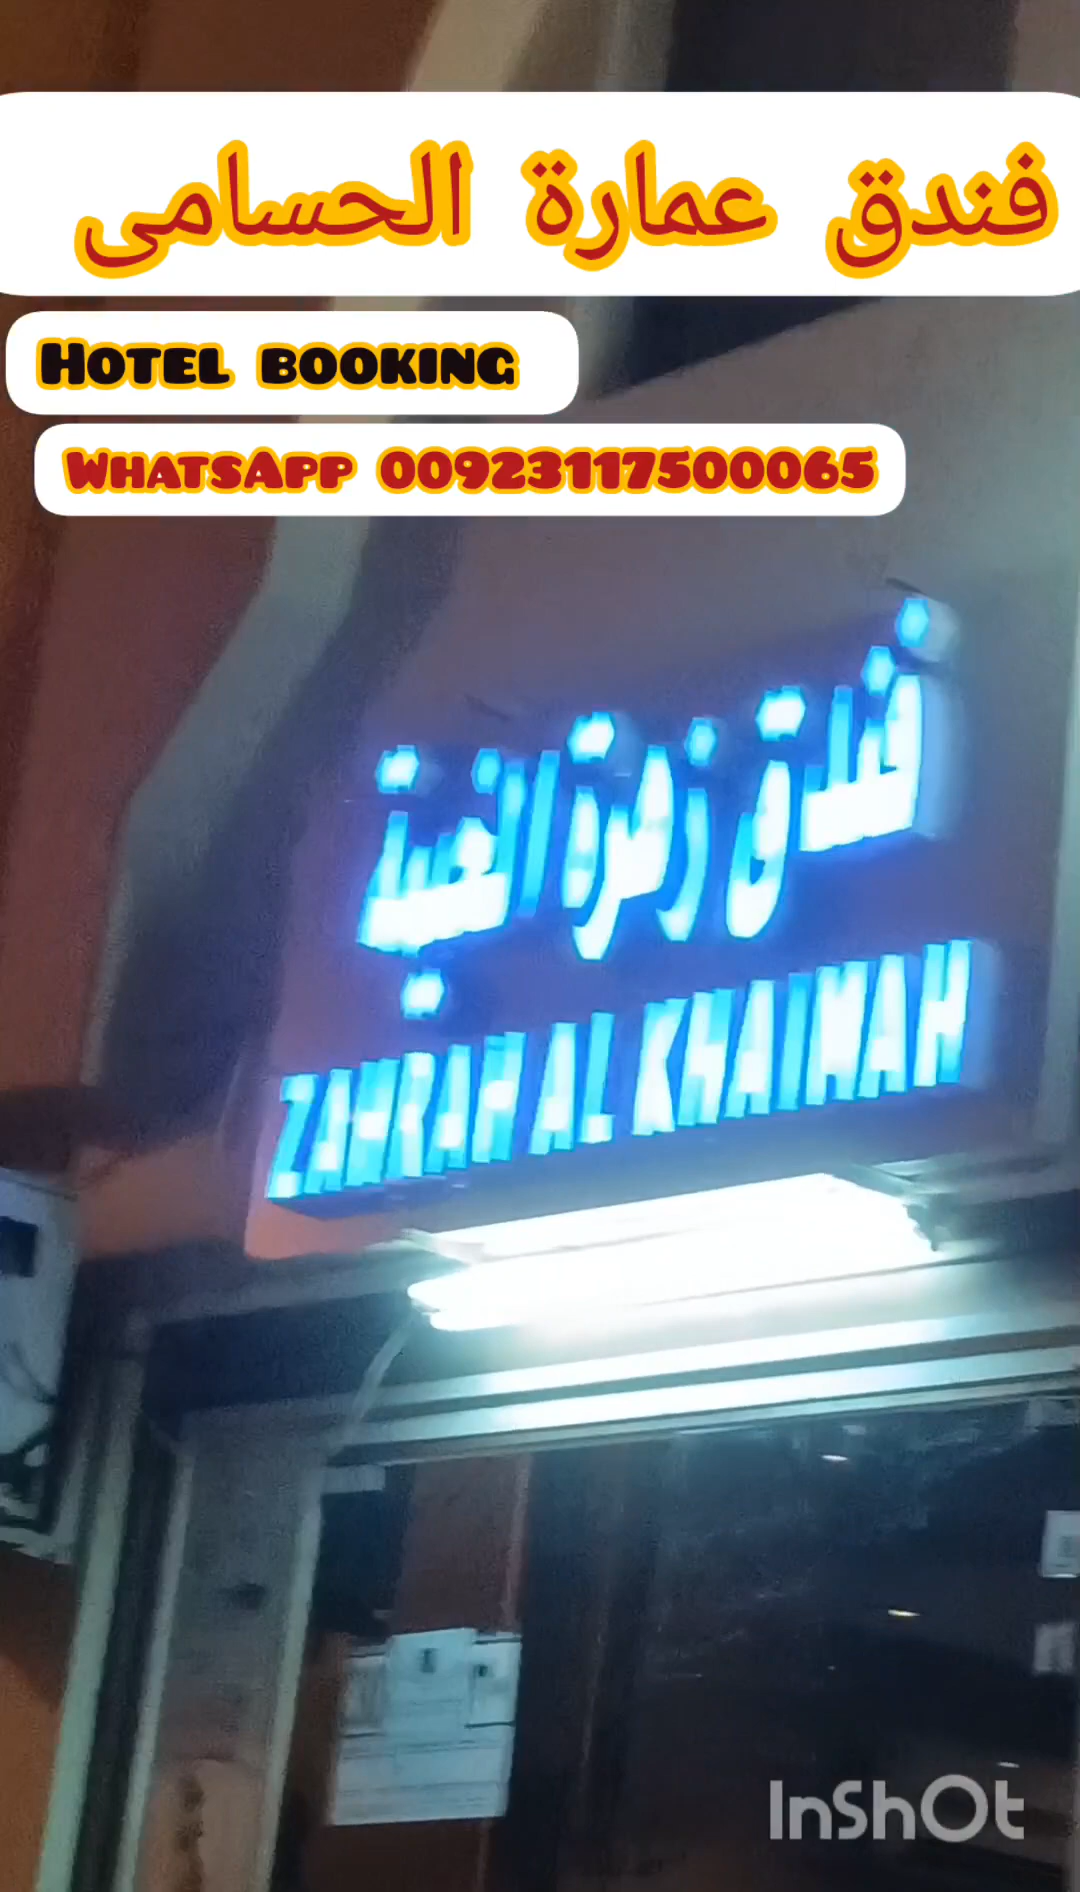 فندق عمارة الحسامى
HOTEL BOOKING
WHATSAPP 00923117500065
فندق زهرة الخيمة
ZAHRAH AL KHAIMAH
InShOt